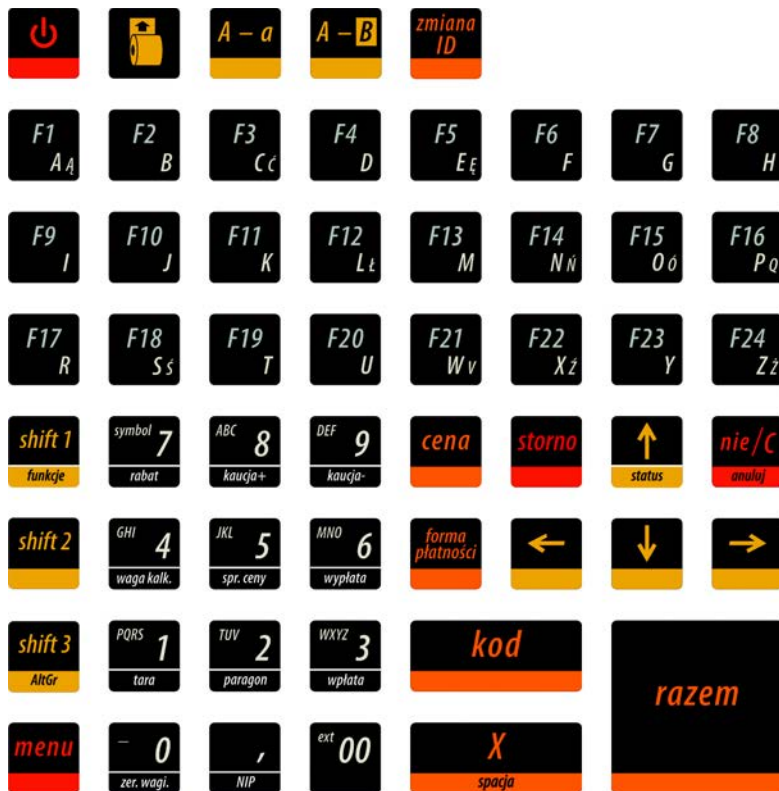 A – a A – B zmiana ID
F1 A Ą F2 B F3 C Ć F4 D F5 E Ę F6 F F7 G F8 H
F9 I F10 J F11 K F12 L Ł F13 M F14 N Ń F15 O Ó F16 P Q
F17 R F18 S Ś F19 T F20 U F21 W V F22 X Ź F23 Y F24 Z Ż
shift 1 funkcje symbol 7 rabat ABC 8 kaucja+ DEF 9 kaucja- cena storno ↑ status nie/C anuluj
shift 2 GHI 4 waga kalk. JKL 5 spr. ceny MNO 6 wypłata forma płatności ← ↓ →
shift 3 AltGr PQRS 1 tara TUV 2 paragon WXYZ 3 wpłata kod razem
menu – 0 zer. wagi. , NIP ext 00 X spacja